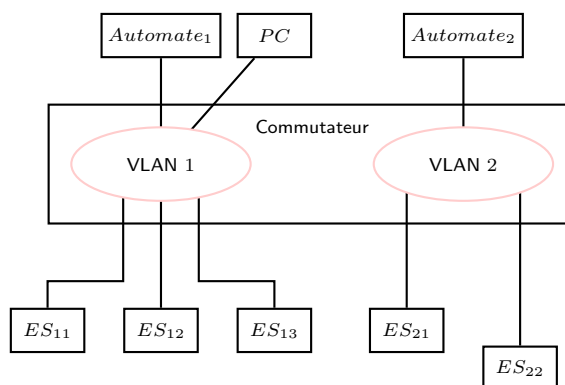 Automate₁
PC
Automate₂
Commutateur
VLAN 1
VLAN 2
ES₁₁
ES₁₂
ES₁₃
ES₂₁
ES₂₂